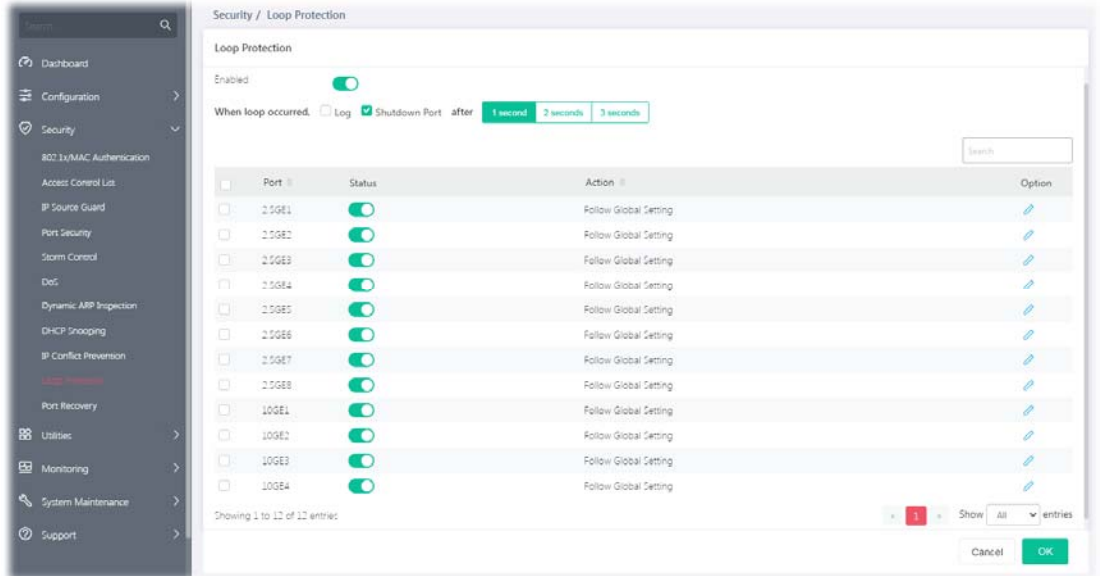 Search...
Dashboard
Configuration
Security
802.1x/MAC Authentication
Access Control List
IP Source Guard
Port Security
Storm Control
DoS
Dynamic ARP Inspection
DHCP Snooping
IP Conflict Prevention
Loop Protection
Port Recovery
Utilities
Monitoring
System Maintenance
Support
Security / Loop Protection
Loop Protection
Enabled
When loop occurred, Log Shutdown Port after 1 second 2 seconds 3 seconds
Search
Port Status Action Option
2.5GE1 Follow Global Setting
2.5GE2 Follow Global Setting
2.5GE3 Follow Global Setting
2.5GE4 Follow Global Setting
2.5GE5 Follow Global Setting
2.5GE6 Follow Global Setting
2.5GE7 Follow Global Setting
2.5GE8 Follow Global Setting
10GE1 Follow Global Setting
10GE2 Follow Global Setting
10GE3 Follow Global Setting
10GE4 Follow Global Setting
Showing 1 to 12 of 12 entries « 1 » Show All entries
Cancel OK